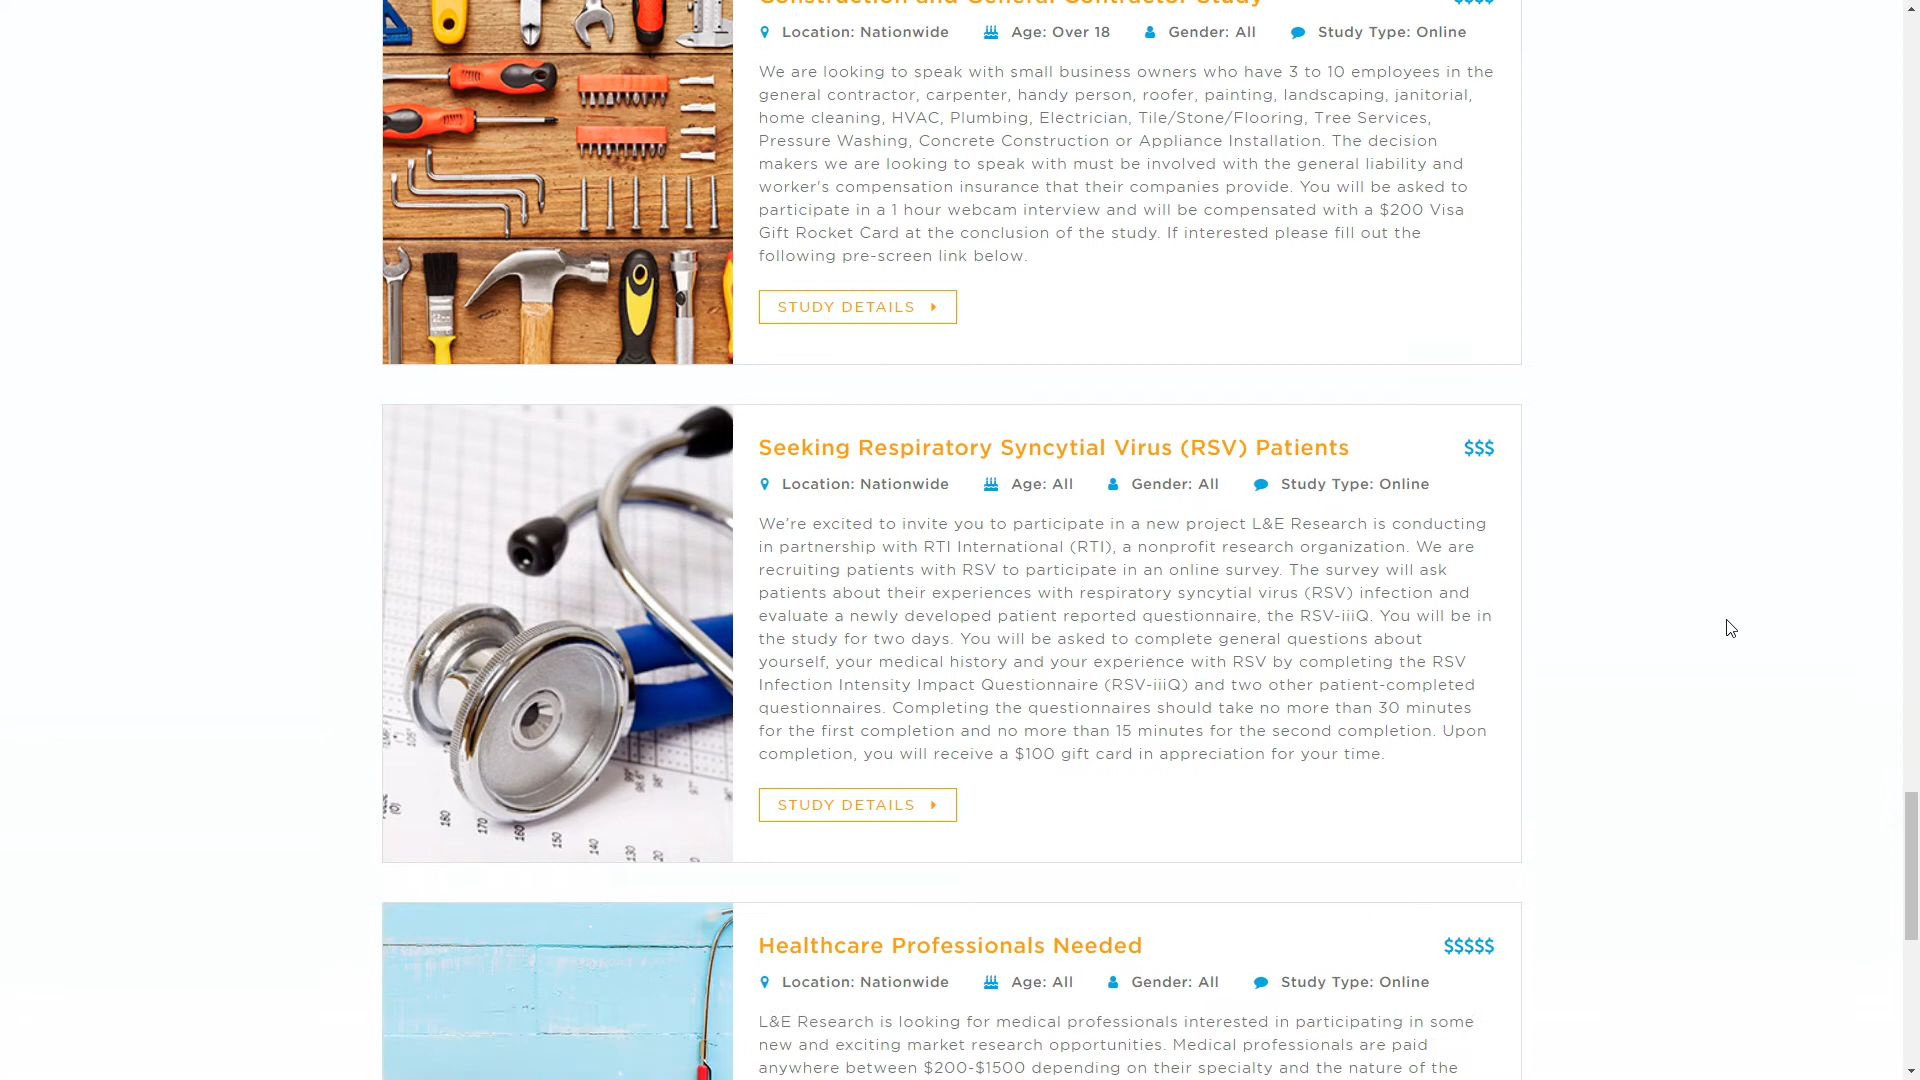 Construction and General Contractor Study
$$$$
Location: Nationwide Age: Over 18 Gender: All Study Type: Online
We are looking to speak with small business owners who have 3 to 10 employees in the
general contractor, carpenter, handy person, roofer, painting, landscaping, janitorial,
home cleaning, HVAC, Plumbing, Electrician, Tile/Stone/Flooring, Tree Services,
Pressure Washing, Concrete Construction or Appliance Installation. The decision
makers we are looking to speak with must be involved with the general liability and
worker's compensation insurance that their companies provide. You will be asked to
participate in a 1 hour webcam interview and will be compensated with a $200 Visa
Gift Rocket Card at the conclusion of the study. If interested please fill out the
following pre-screen link below.
STUDY DETAILS
Seeking Respiratory Syncytial Virus (RSV) Patients
$$$
Location: Nationwide Age: All Gender: All Study Type: Online
We're excited to invite you to participate in a new project L&E Research is conducting
in partnership with RTI International (RTI), a nonprofit research organization. We are
recruiting patients with RSV to participate in an online survey. The survey will ask
patients about their experiences with respiratory syncytial virus (RSV) infection and
evaluate a newly developed patient reported questionnaire, the RSV-iiiQ. You will be in
the study for two days. You will be asked to complete general questions about
yourself, your medical history and your experience with RSV by completing the RSV
Infection Intensity Impact Questionnaire (RSV-iiiQ) and two other patient-completed
questionnaires. Completing the questionnaires should take no more than 30 minutes
for the first completion and no more than 15 minutes for the second completion. Upon
completion, you will receive a $100 gift card in appreciation for your time.
STUDY DETAILS
180
170
160
150
140
130
Healthcare Professionals Needed
$$$$$
Location: Nationwide Age: All Gender: All Study Type: Online
L&E Research is looking for medical professionals interested in participating in some
new and exciting market research opportunities. Medical professionals are paid
anywhere between $200-$1500 depending on their specialty and the nature of the